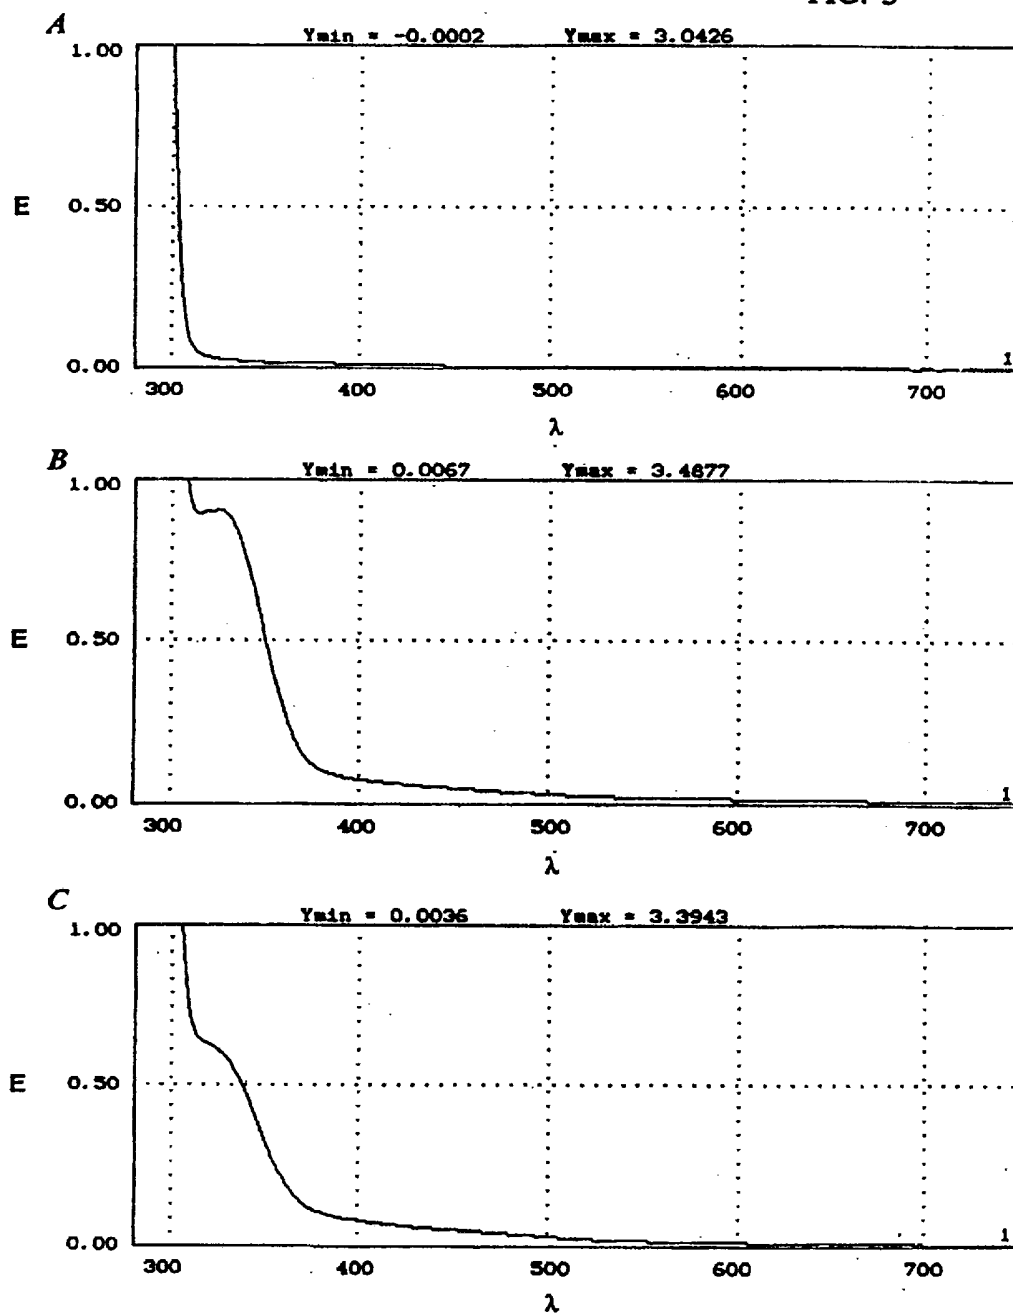 A
Ymin = -0.0002 Ymax = 3.0426
1.00
E 0.50
0.00
1
300 400 500 600 700
λ
B
Ymin = 0.0067 Ymax = 3.4877
1.00
E 0.50
0.00
1
300 400 500 600 700
λ
C
Ymin = 0.0036 Ymax = 3.3943
1.00
E 0.50
0.00
1
300 400 500 600 700
λ